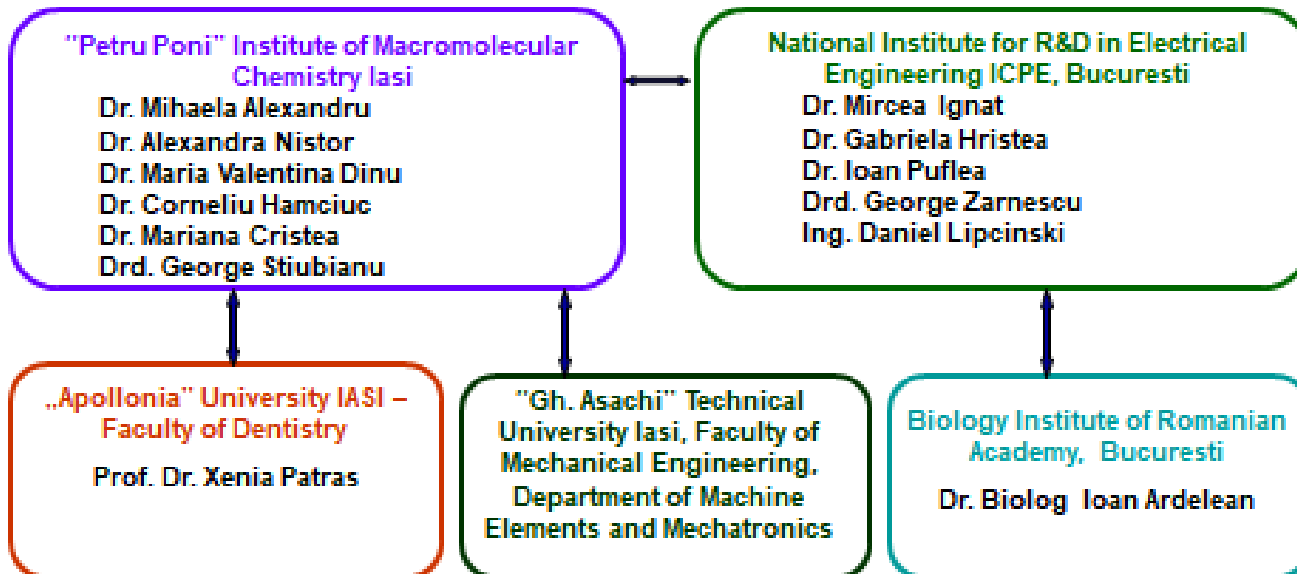 "Petru Poni" Institute of Macromolecular
Chemistry Iasi
Dr. Mihaela Alexandru
Dr. Alexandra Nistor
Dr. Maria Valentina Dinu
Dr. Corneliu Hamciuc
Dr. Mariana Cristea
Drd. George Stiubianu
National Institute for R&D in Electrical
Engineering ICPE, Bucuresti
Dr. Mircea Ignat
Dr. Gabriela Hristea
Dr. Ioan Puflea
Drd. George Zarnescu
Ing. Daniel Lipcinski
„Apollonia" University IASI –
Faculty of Dentistry
Prof. Dr. Xenia Patras
"Gh. Asachi" Technical
University Iasi, Faculty of
Mechanical Engineering,
Department of Machine
Elements and Mechatronics
Biology Institute of Romanian
Academy, Bucuresti
Dr. Biolog Ioan Ardelean